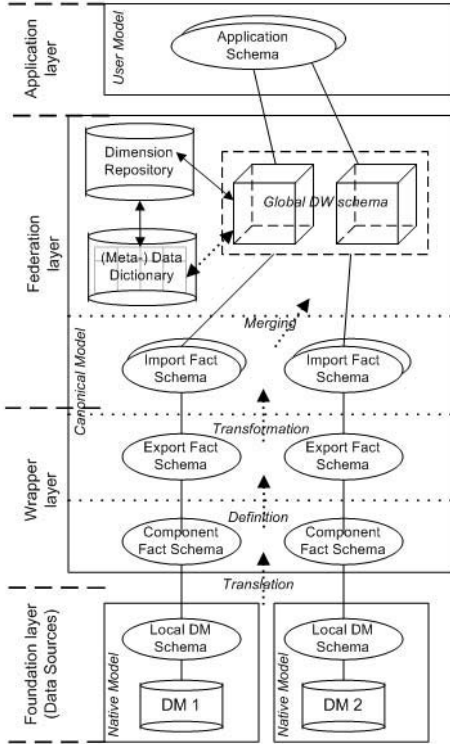 Application
layer
User Model
Application
Schema
Federation
layer
Canonical Model
Dimension
Repository
(Meta-) Data
Dictionary
Global DW schema
Merging
Import Fact
Schema
Import Fact
Schema
Transformation
Wrapper
layer
Export Fact
Schema
Export Fact
Schema
Definition
Component
Fact Schema
Component
Fact Schema
Translation
Foundation layer
(Data Sources)
Native Model
Local DM
Schema
DM 1
Native Model
Local DM
Schema
DM 2